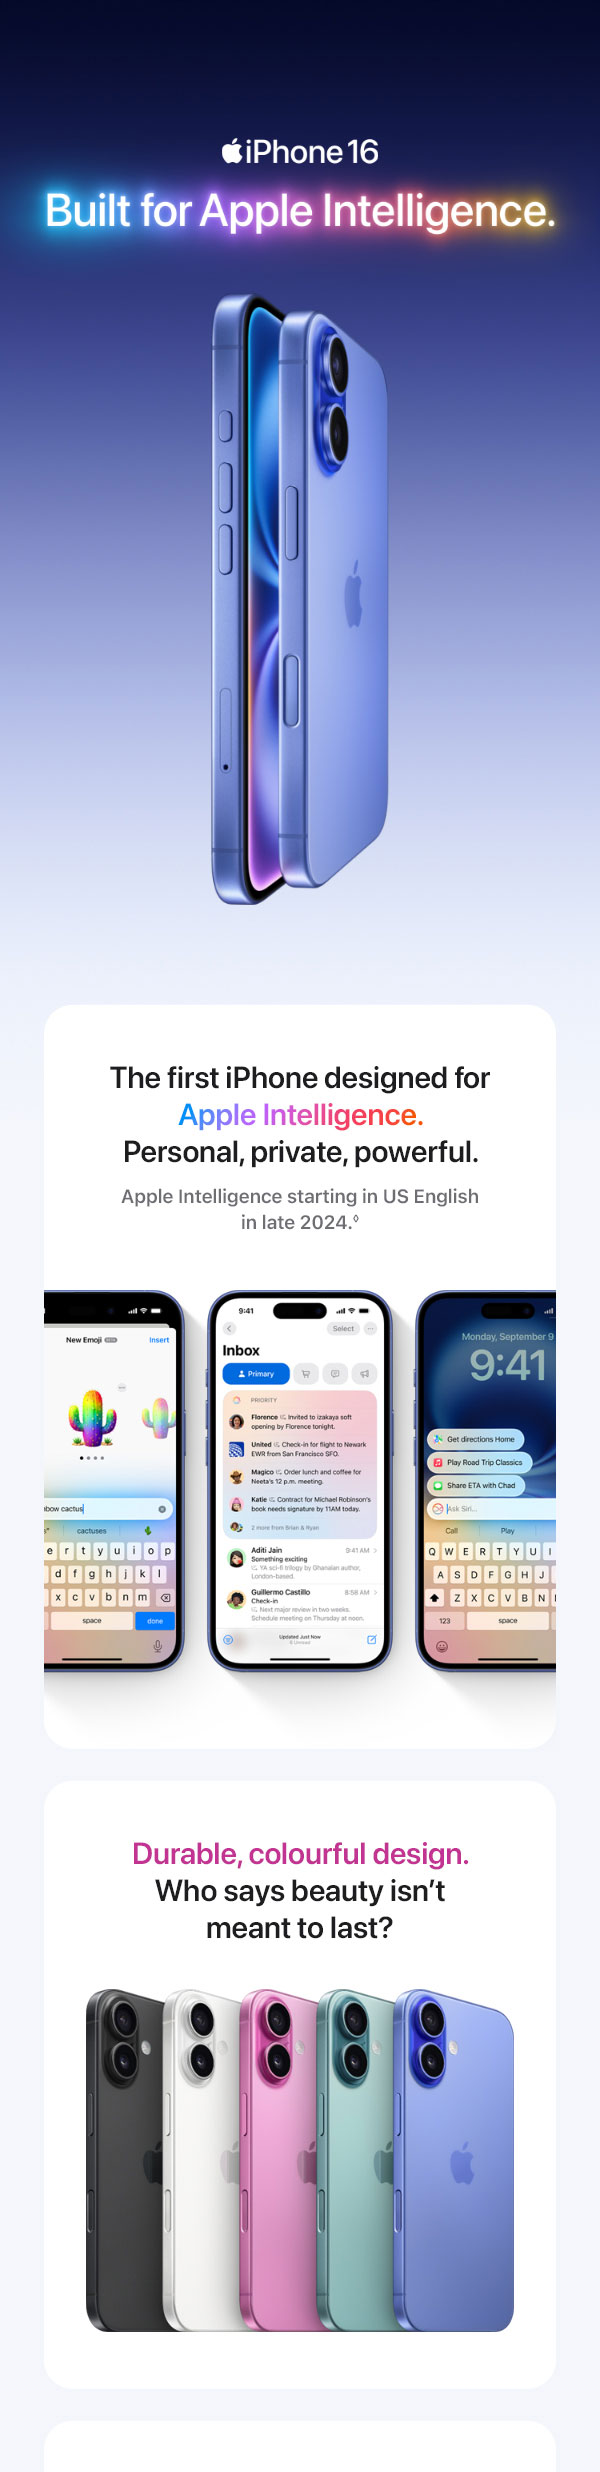 iPhone 16
Built for Apple Intelligence.
The first iPhone designed for
Apple Intelligence.
Personal, private, powerful.
Apple Intelligence starting in US English
in late 2024.◊
New Emoji
Insert
bow cactus
cactuses
e r t y u i o p
d f g h j k l
x c v b n m
space
done
9:41
Select
Inbox
Primary
PRIORITY
Florence Invited to izakaya soft
opening by Florence tonight.
United Check-in for flight to Newark
EWR from San Francisco SFO.
Magico Order lunch and coffee for
Neeta's 12 p.m. meeting.
Katie Contract for Michael Robinson's
book needs signature by 11AM today.
2 more from Brian & Ryan
Aditi Jain 9:41 AM
Something exciting
YA sci-fi trilogy by Ghanaian author,
London-based.
Guillermo Castillo 8:58 AM
Check-in
Next major review in two weeks.
Schedule meeting on Thursday at noon.
Updated Just Now
6 Unread
Monday, September 9
9:41
Get directions Home
Play Road Trip Classics
Share ETA with Chad
Ask Siri...
Call
Play
Q W E R T Y U I
A S D F G H J
Z X C V B N
123
space
Durable, colourful design.
Who says beauty isn't
meant to last?